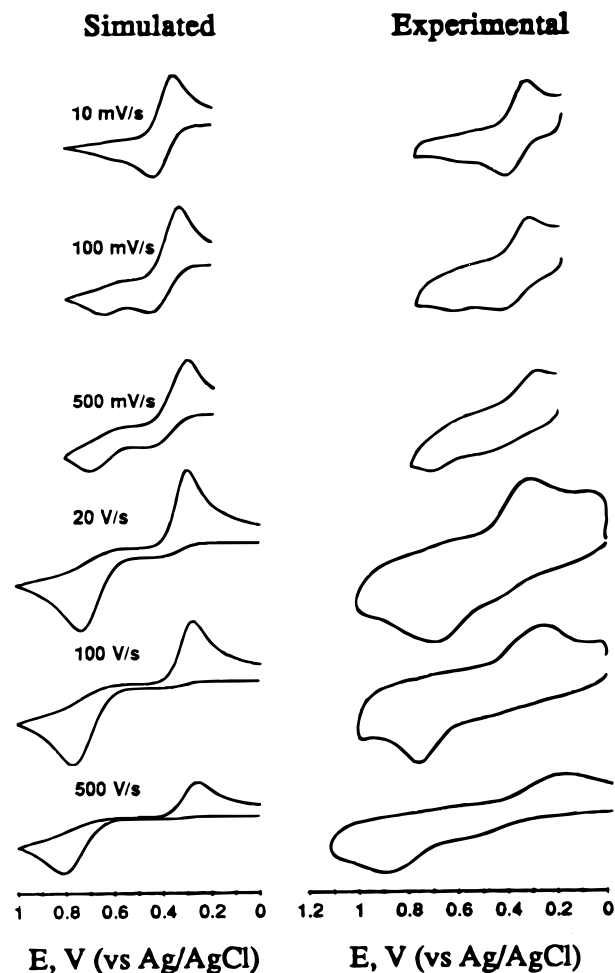 Simulated Experimental
10 mV/s
100 mV/s
500 mV/s
20 V/s
100 V/s
500 V/s
1 0.8 0.6 0.4 0.2 0 1.2 1 0.8 0.6 0.4 0.2 0
E, V (vs Ag/AgCl) E, V (vs Ag/AgCl)